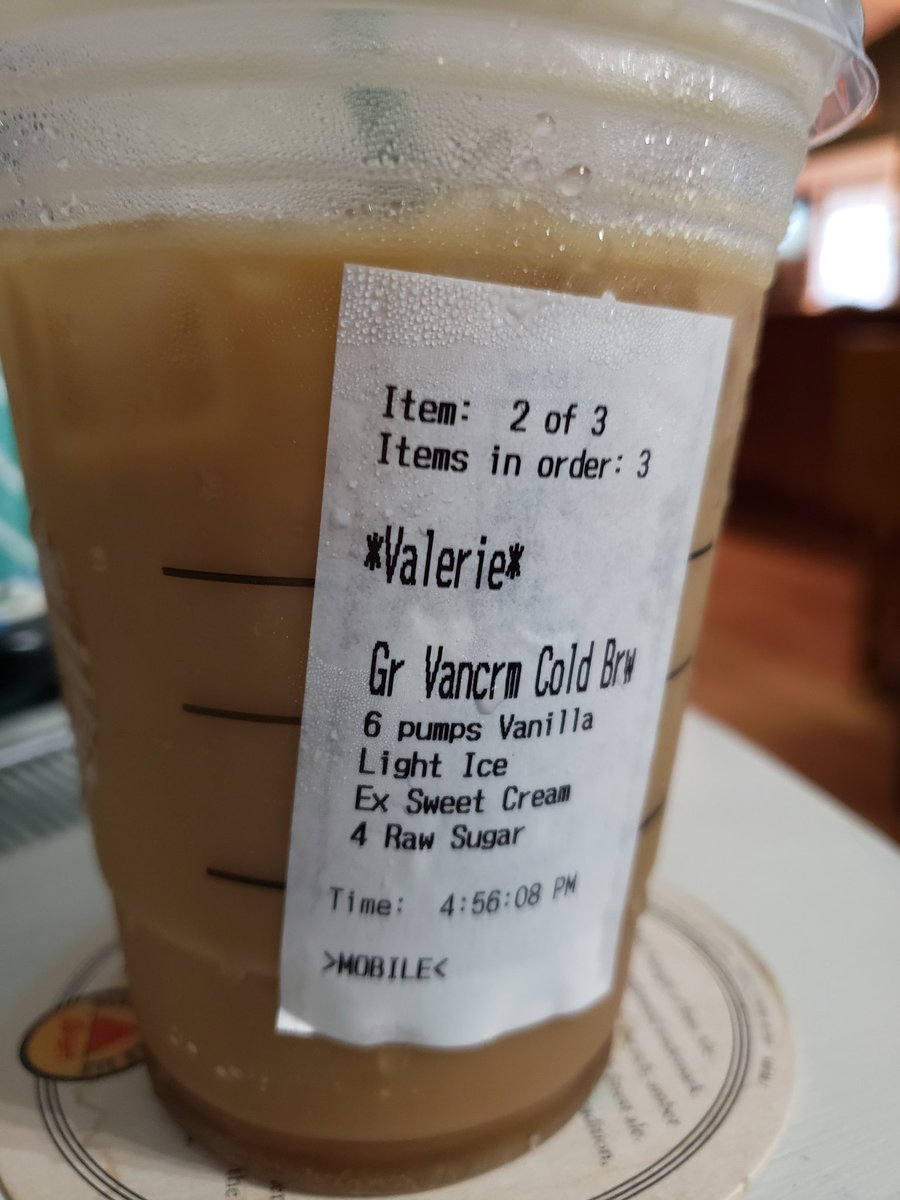 Item: 2 of 3
Items in order: 3
*Valerie*
Gr Vancrm Cold Brw
6 pumps Vanilla
Light Ice
Ex Sweet Cream
4 Raw Sugar
Time: 4:56:08 PM
>MOBILE<